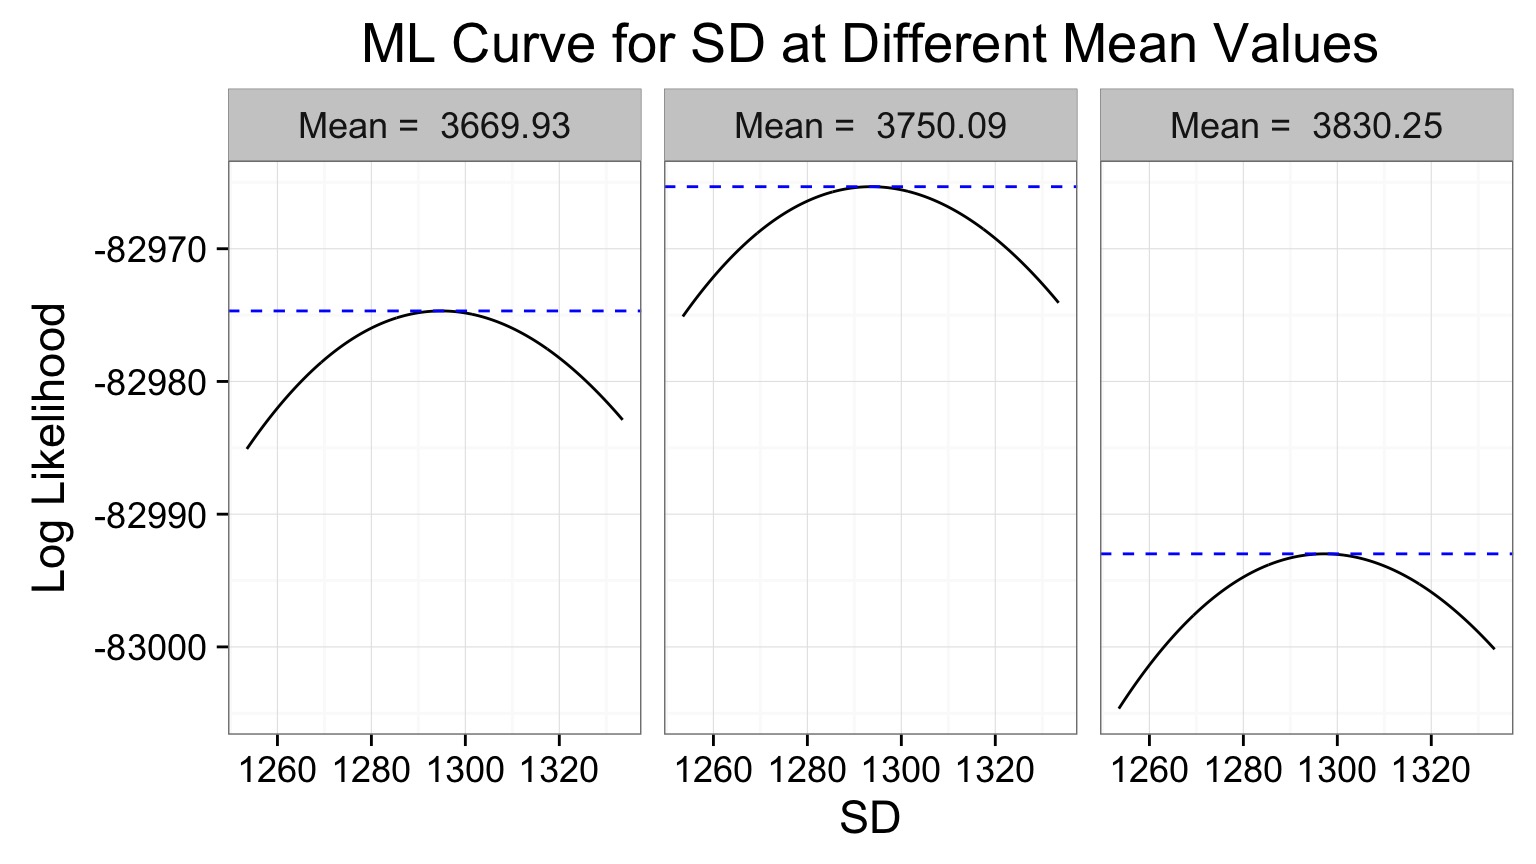 ML Curve for SD at Different Mean Values
Mean = 3669.93
Mean = 3750.09
Mean = 3830.25
Log Likelihood
-82970
-82980
-82990
-83000
1260 1280 1300 1320
1260 1280 1300 1320
1260 1280 1300 1320
SD